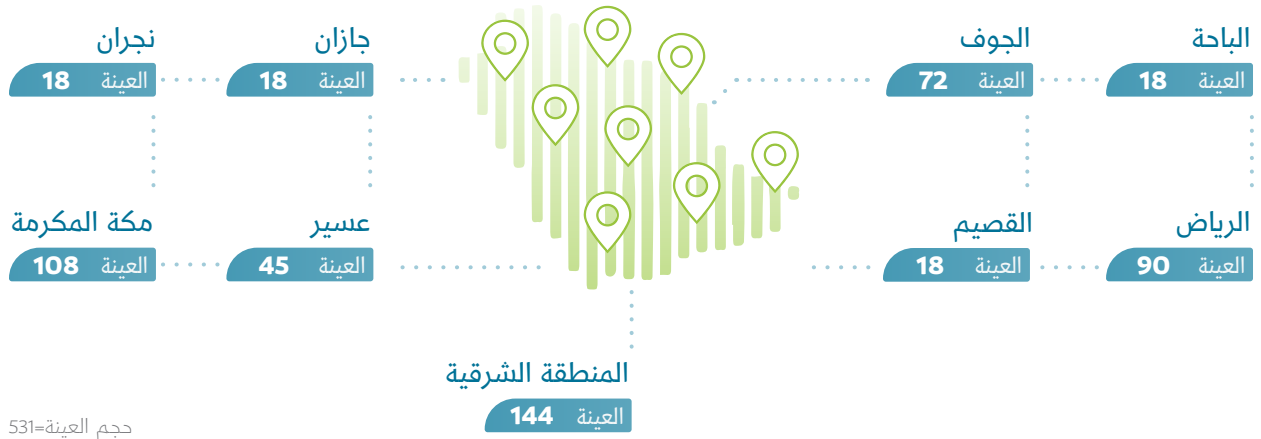 الباحة
العينة 18
الجوف
العينة 72
جازان
العينة 18
نجران
العينة 18
الرياض
العينة 90
القصيم
العينة 18
عسير
العينة 45
مكة المكرمة
العينة 108
المنطقة الشرقية
العينة 144
حجم العينة=531